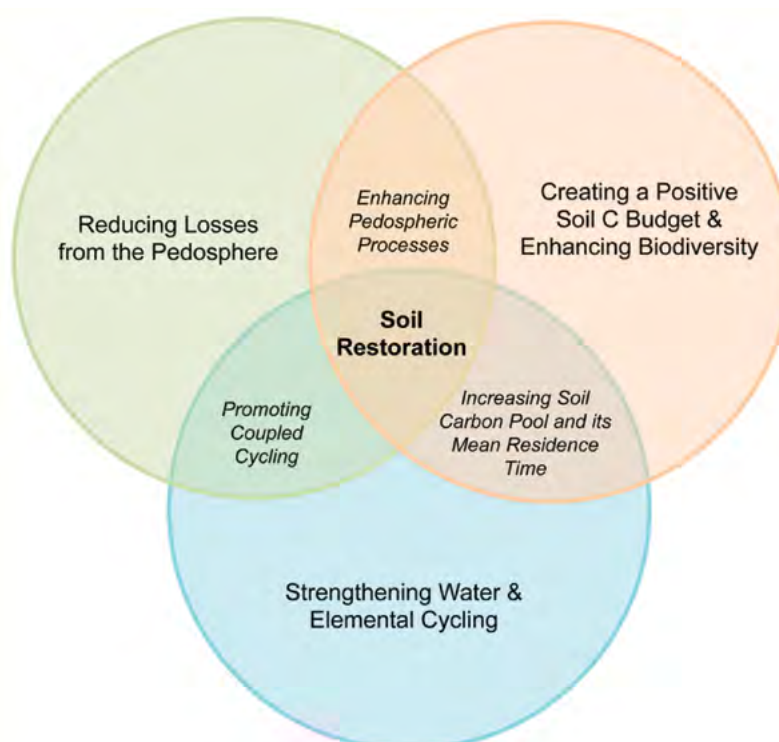 Reducing Losses
from the Pedosphere
Enhancing
Pedospheric
Processes
Creating a Positive
Soil C Budget &
Enhancing Biodiversity
Soil
Restoration
Promoting
Coupled
Cycling
Increasing Soil
Carbon Pool and its
Mean Residence
Time
Strengthening Water &
Elemental Cycling